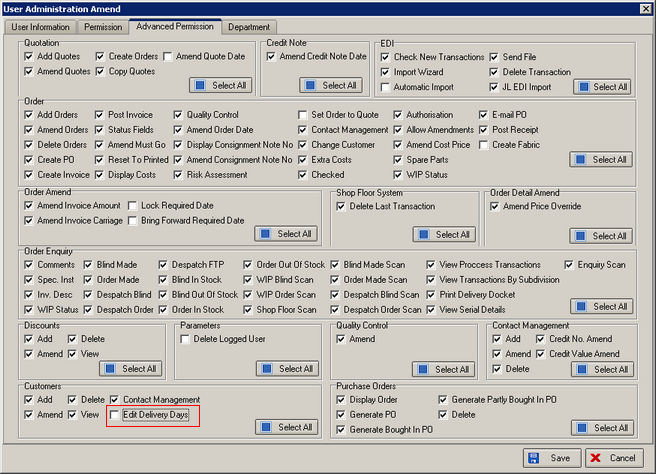 User Administration Amend
User Information Permission Advanced Permission Department
Quotation
Add Quotes Create Orders Amend Quote Date
Amend Quotes Copy Quotes
Select All
Credit Note
Amend Credit Note Date
Select All
EDI
Check New Transactions Send File
Import Wizard Delete Transaction
Automatic Import JL EDI Import
Select All
Order
Add Orders Post Invoice Quality Control Set Order to Quote Authorisation E-mail PO
Amend Orders Status Fields Amend Order Date Contact Management Allow Amendments Post Receipt
Delete Orders Amend Must Go Display Consignment Note No Change Customer Amend Cost Price Create Fabric
Create PO Reset To Printed Amend Consignment Note No Extra Costs Spare Parts
Select All
Create Invoice Display Costs Risk Assessment Checked WIP Status
Order Amend
Amend Invoice Amount Lock Required Date
Amend Invoice Carriage Bring Forward Required Date
Select All
Shop Floor System
Delete Last Transaction
Select All
Order Detail Amend
Amend Price Override
Select All
Order Enquiry
Comments Blind Made Despatch FTP Order Out Of Stock Blind Made Scan View Proccess Transactions Enquiry Scan
Spec. Inst Order Made Blind In Stock WIP Blind Scan Order Made Scan View Transactions By Subdivision
Inv. Desc Despatch Blind Blind Out Of Stock WIP Order Scan Despatch Blind Scan Print Delivery Docket
WIP Status Despatch Order Order In Stock Shop Floor Scan Despatch Order Scan View Serial Details
Select All
Discounts
Add Delete
Amend View
Select All
Parameters
Delete Logged User
Select All
Quality Control
Amend
Select All
Contact Management
Add Credit No. Amend
Amend Credit Value Amend
Delete
Select All
Customers
Add Delete Contact Management
Amend View Edit Delivery Days
Select All
Purchase Orders
Display Order Generate Partly Bought In PO
Generate PO Delete
Generate Bought In PO
Select All
Save Cancel